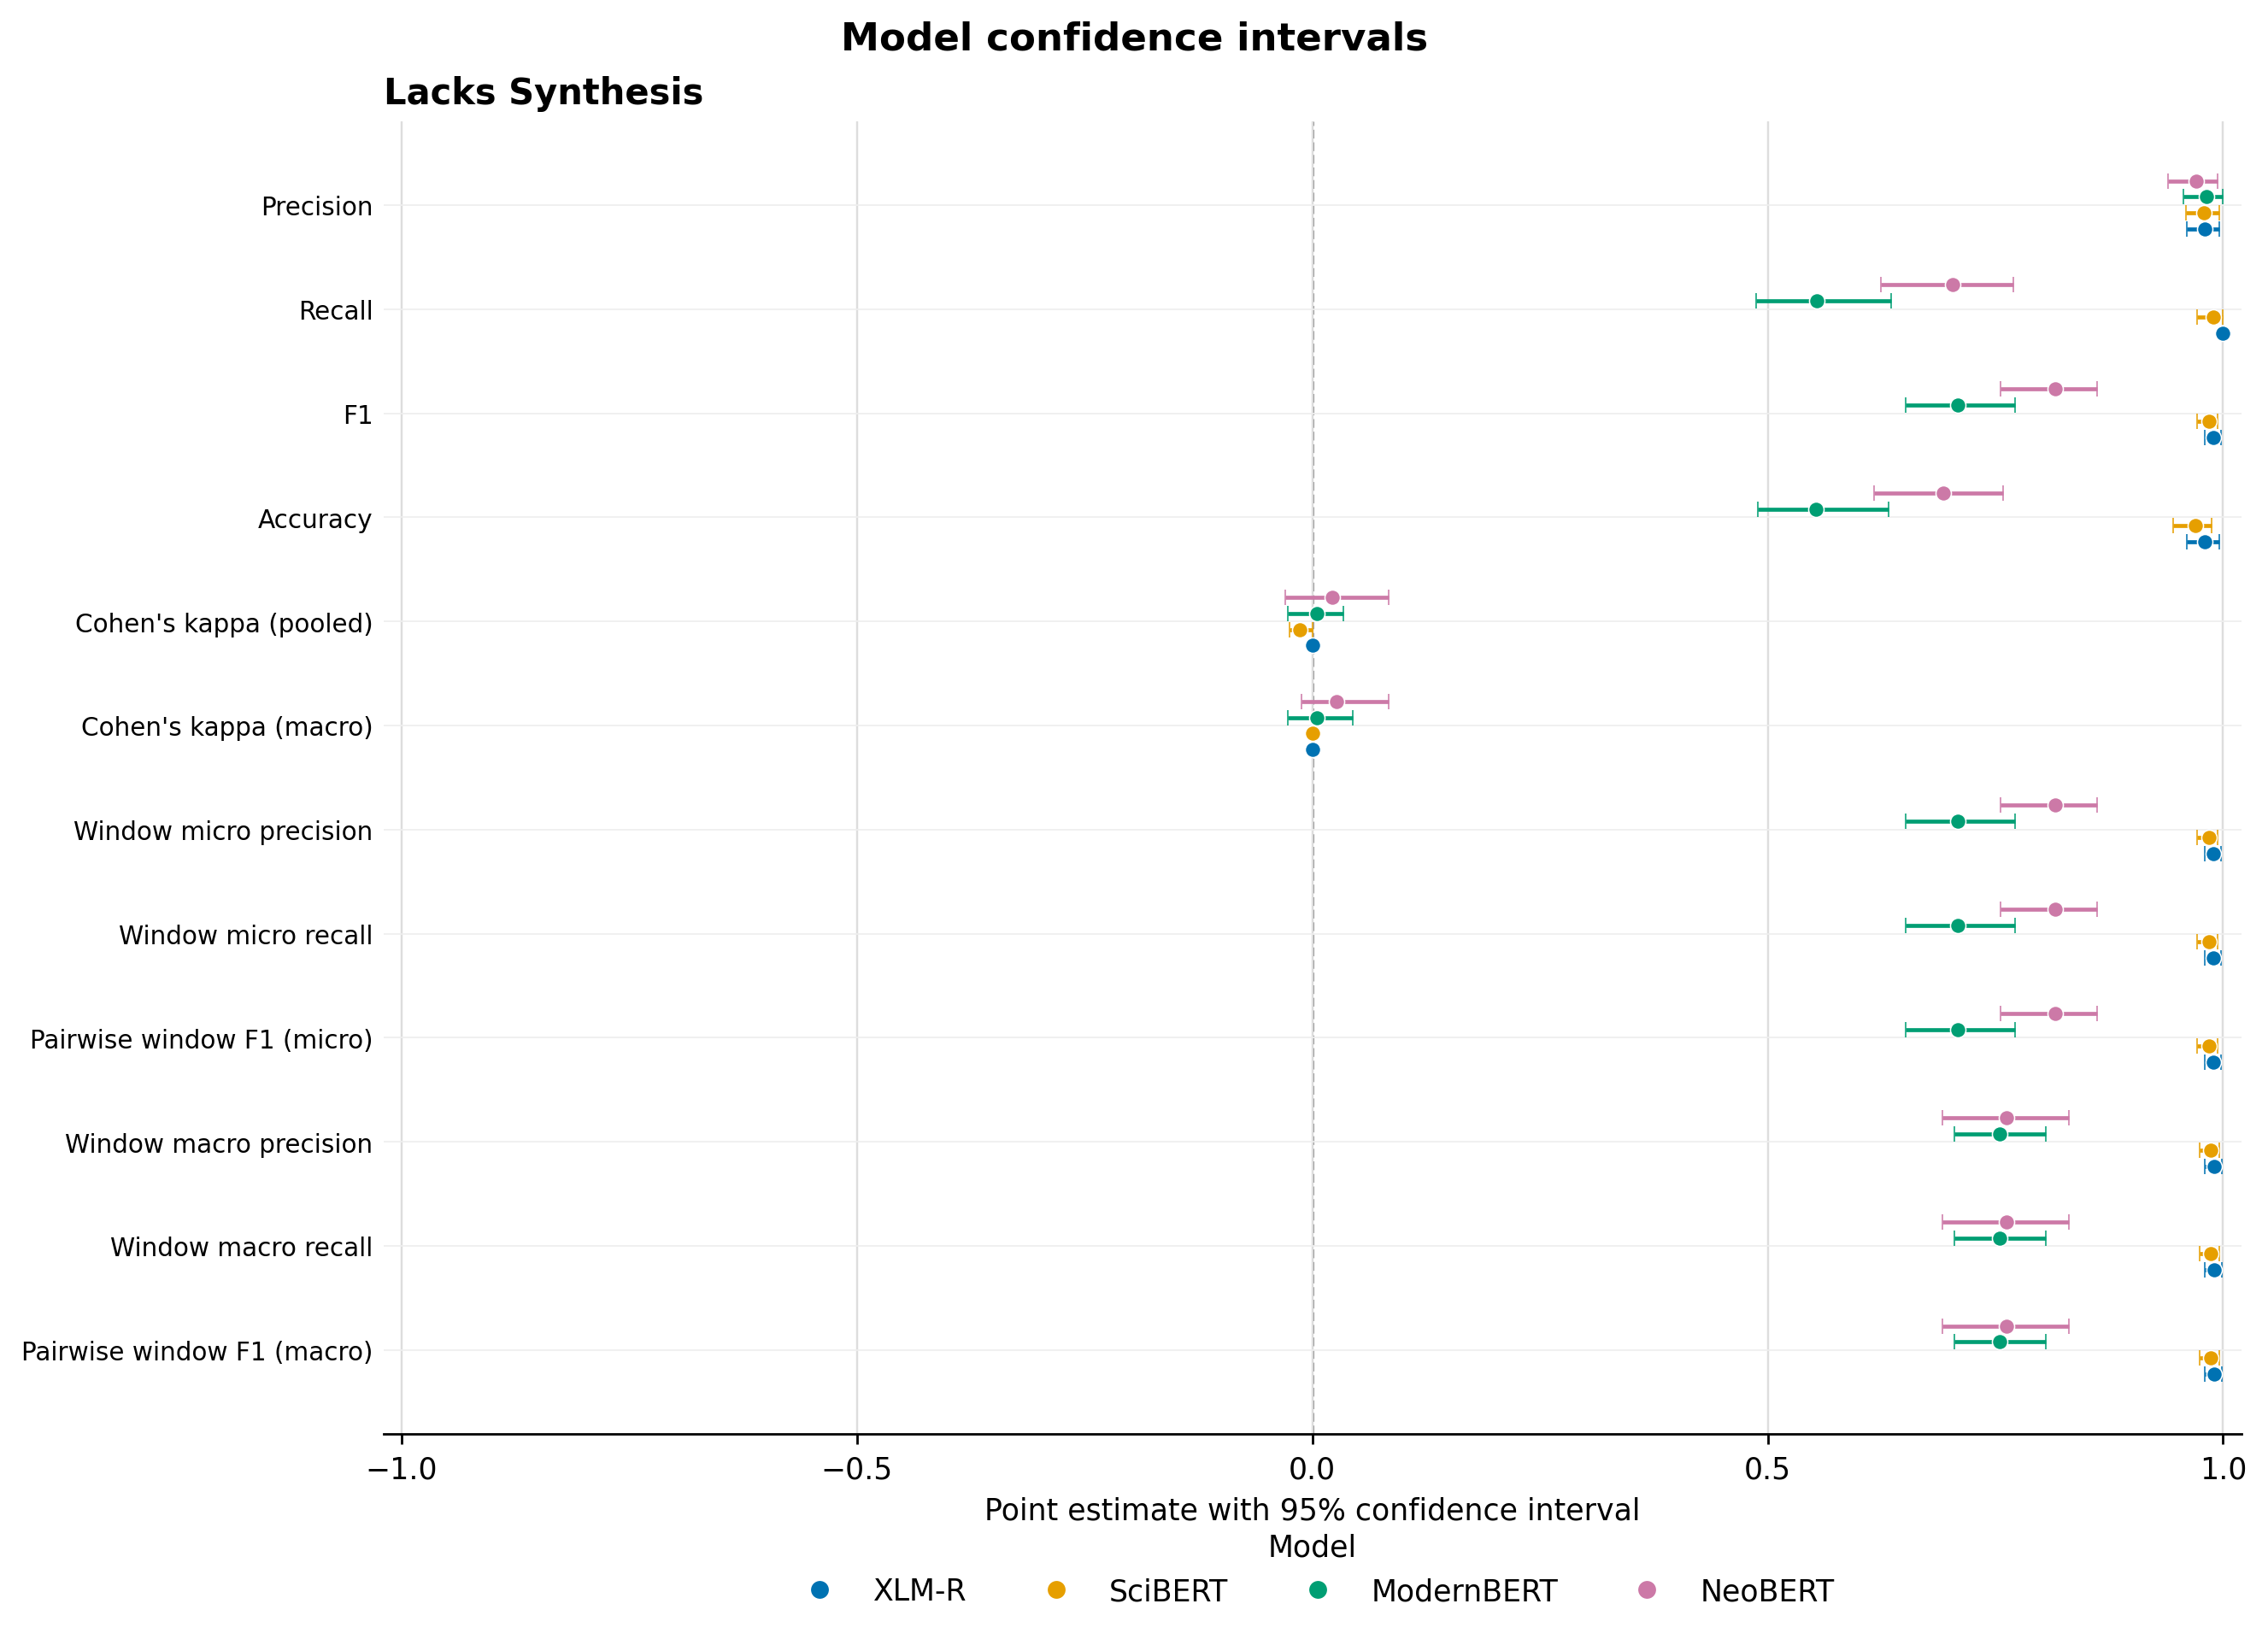 Model confidence intervals
Lacks Synthesis
Precision
Recall
F1
Accuracy
Cohen's kappa (pooled)
Cohen's kappa (macro)
Window micro precision
Window micro recall
Pairwise window F1 (micro)
Window macro precision
Window macro recall
Pairwise window F1 (macro)
−1.0 −0.5 0.0 0.5 1.0
Point estimate with 95% confidence interval
Model
XLM-R SciBERT ModernBERT NeoBERT